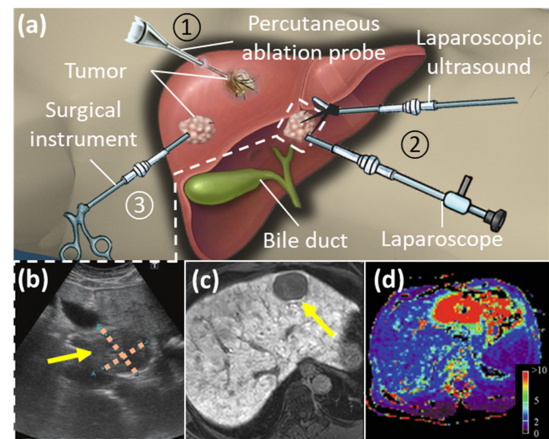 (a)
①
Percutaneous
ablation probe
Laparoscopic
ultrasound
Tumor
Surgical
instrument
②
③
Bile duct
Laparoscope
(b)
(c)
(d)
>10
5
2
0